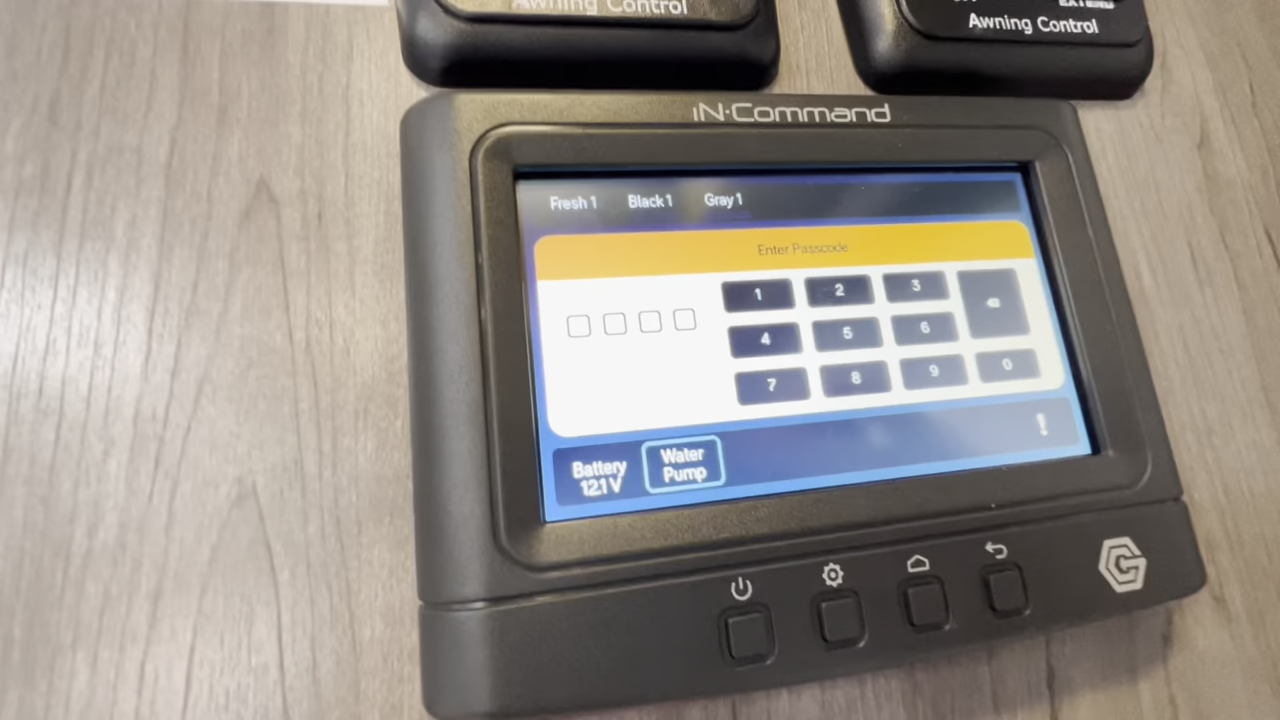 Awning Control
Awning Control
iN·Command
Fresh 1 Black 1 Gray 1
Enter Passcode
1 2 3
4 5 6
7 8 9 0
Battery
12.1 V
Water
Pump
!